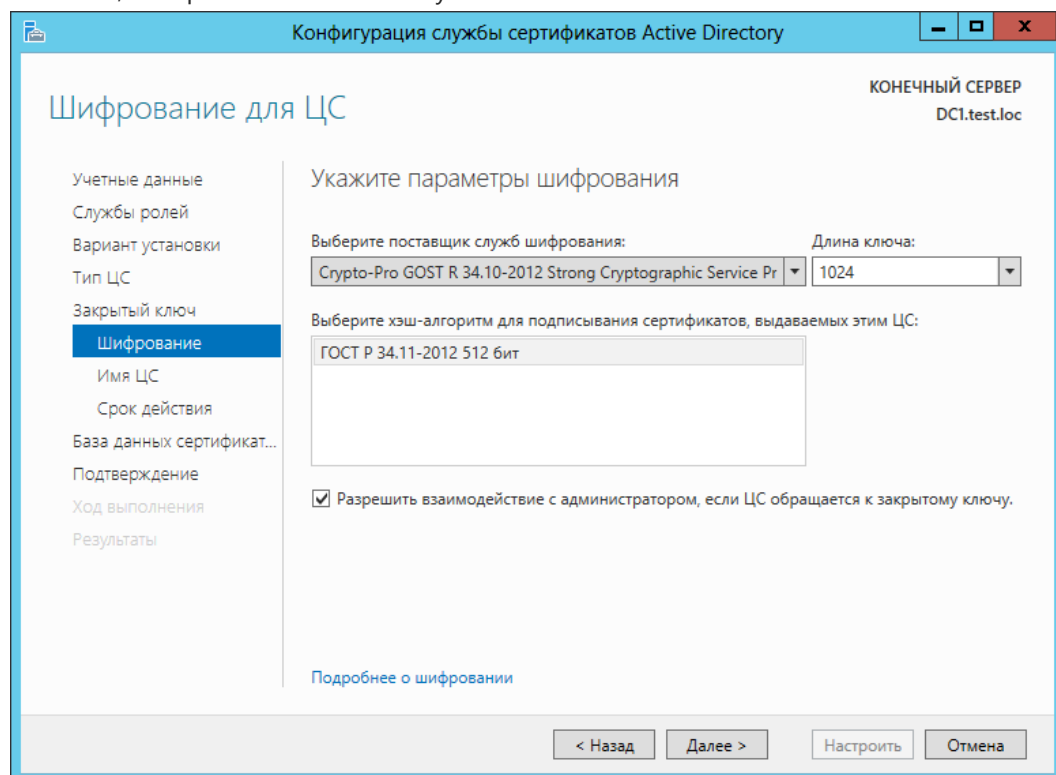 Конфигурация службы сертификатов Active Directory
Шифрование для ЦС
КОНЕЧНЫЙ СЕРВЕР
DC1.test.loc
Учетные данные
Службы ролей
Вариант установки
Тип ЦС
Закрытый ключ
Шифрование
Имя ЦС
Срок действия
База данных сертификат...
Подтверждение
Ход выполнения
Результаты
Укажите параметры шифрования
Выберите поставщик служб шифрования:
Длина ключа:
Crypto-Pro GOST R 34.10-2012 Strong Cryptographic Service Pr
1024
Выберите хэш-алгоритм для подписывания сертификатов, выдаваемых этим ЦС:
ГОСТ Р 34.11-2012 512 бит
Разрешить взаимодействие с администратором, если ЦС обращается к закрытому ключу.
Подробнее о шифровании
< Назад
Далее >
Настроить
Отмена